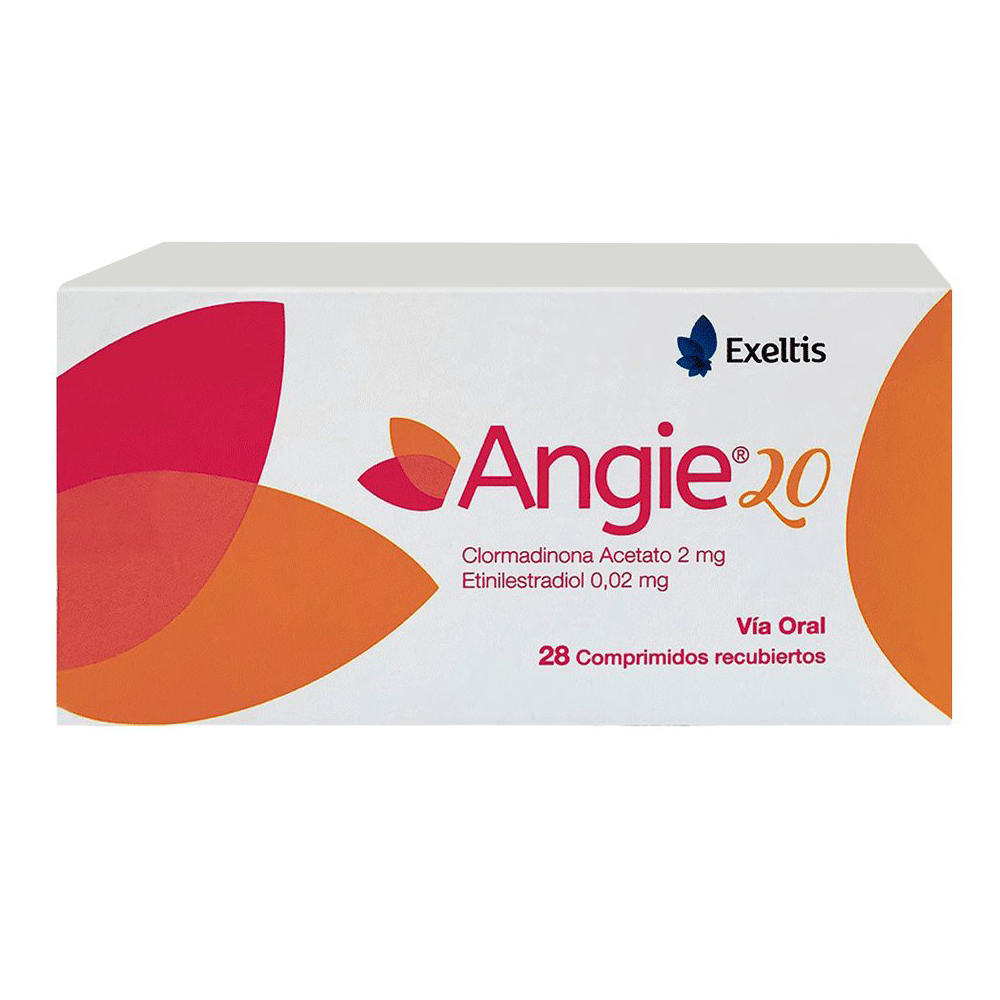 Exeltis
Angie® 20
Clormadinona Acetato 2 mg
Etinilestradiol 0,02 mg
Vía Oral
28 Comprimidos recubiertos